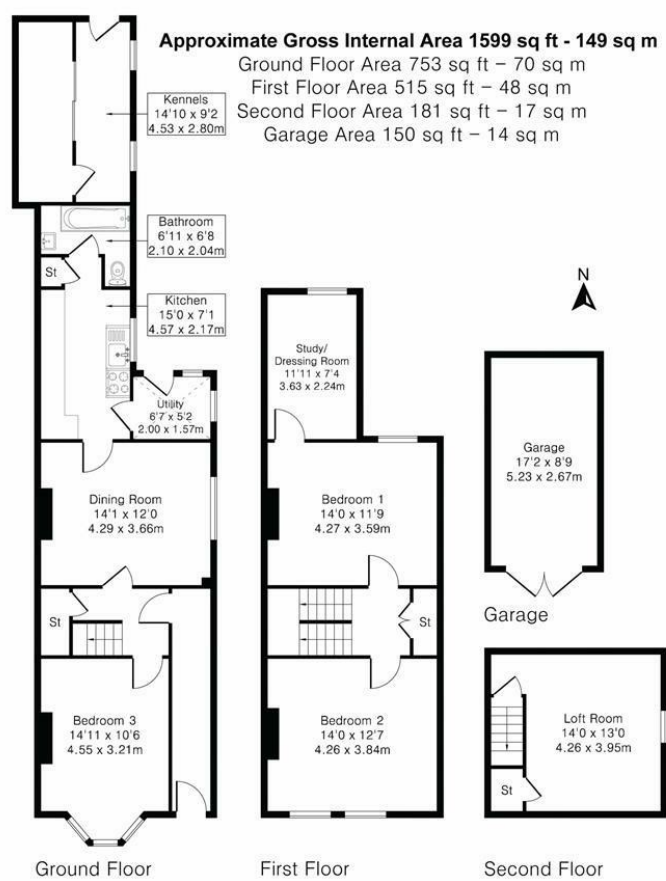 Approximate Gross Internal Area 1599 sq ft - 149 sq m
Ground Floor Area 753 sq ft – 70 sq m
First Floor Area 515 sq ft – 48 sq m
Second Floor Area 181 sq ft – 17 sq m
Garage Area 150 sq ft – 14 sq m
Kennels
14'10 x 9'2
4.53 x 2.80m
Bathroom
6'11 x 6'8
2.10 x 2.04m
St
Kitchen
15'0 x 7'1
4.57 x 2.17m
Utility
6'7 x 5'2
2.00 x 1.57m
Dining Room
14'1 x 12'0
4.29 x 3.66m
St
Bedroom 3
14'11 x 10'6
4.55 x 3.21m
Ground Floor
Study/
Dressing Room
11'11 x 7'4
3.63 x 2.24m
Bedroom 1
14'0 x 11'9
4.27 x 3.59m
St
Bedroom 2
14'0 x 12'7
4.26 x 3.84m
First Floor
N
Garage
17'2 x 8'9
5.23 x 2.67m
Garage
Loft Room
14'0 x 13'0
4.26 x 3.95m
St
Second Floor